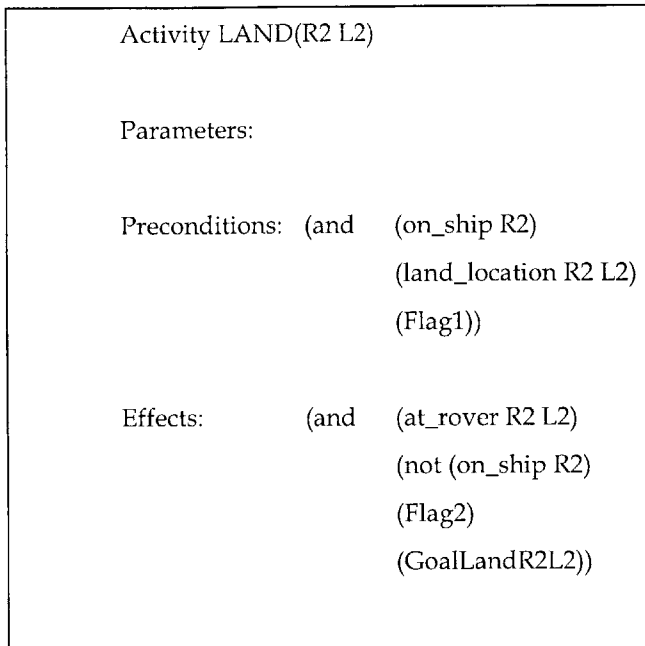 Activity LAND(R2 L2)
Parameters:
Preconditions: (and (on_ship R2)
(land_location R2 L2)
(Flag1))
Effects: (and (at_rover R2 L2)
(not (on_ship R2)
(Flag2)
(GoalLandR2L2))